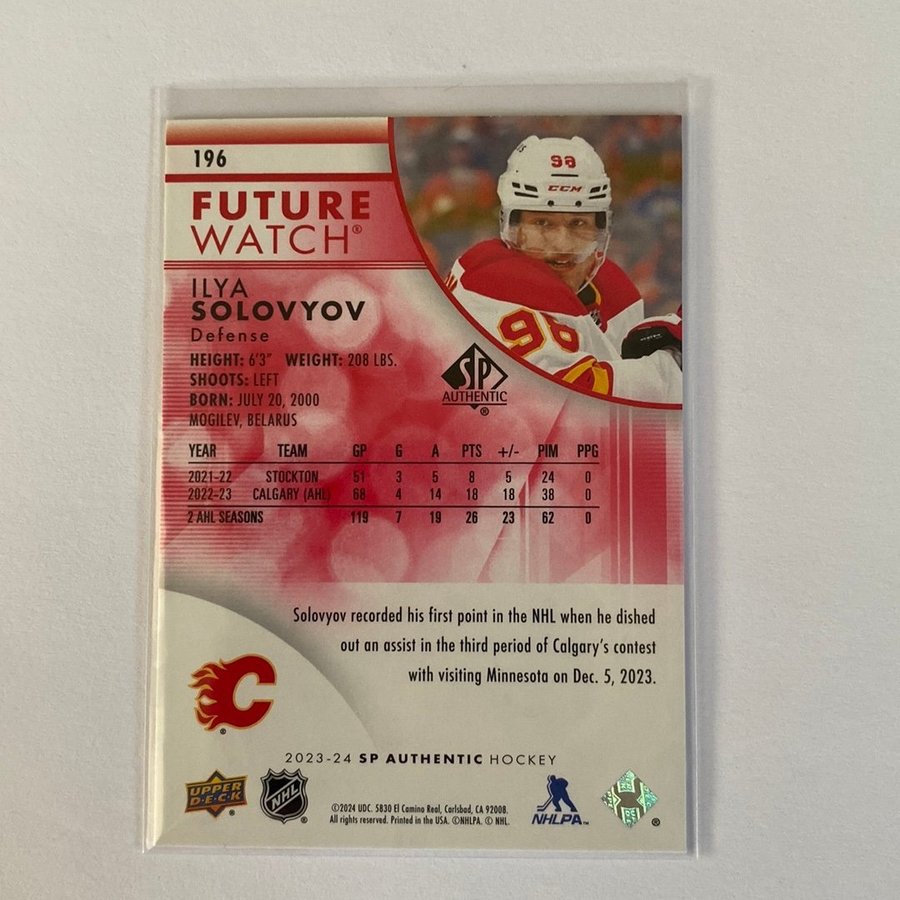 196
FUTURE
WATCH®
98
CCM
98
ILYA
SOLOVYOV
Defense
HEIGHT: 6'3" WEIGHT: 208 LBS.
SHOOTS: LEFT
BORN: JULY 20, 2000
MOGILEV, BELARUS
SP
AUTHENTIC
®
YEAR TEAM GP G A PTS +/- PIM PPG
2021-22 STOCKTON 51 3 5 8 5 24 0
2022-23 CALGARY (AHL) 68 4 14 18 18 38 0
2 AHL SEASONS 119 7 19 26 23 62 0
Solovyov recorded his first point in the NHL when he dished
out an assist in the third period of Calgary's contest
with visiting Minnesota on Dec. 5, 2023.
C
®
2023-24 SP AUTHENTIC HOCKEY
UPPER
DECK
®
NHL
®
©2024 UDC. 5830 El Camino Real, Carlsbad, CA 92008.
All rights reserved. Printed in the USA. ©NHLPA. © NHL.
NHLPA™
®